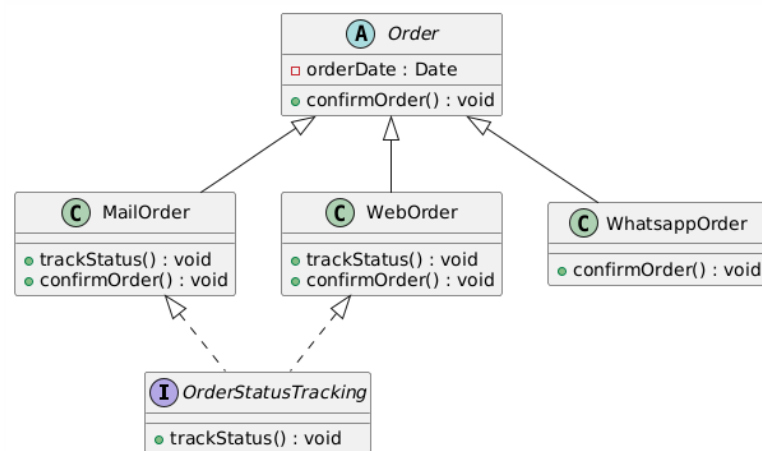 A Order
orderDate : Date
confirmOrder() : void
C MailOrder
trackStatus() : void
confirmOrder() : void
C WebOrder
trackStatus() : void
confirmOrder() : void
C WhatsappOrder
confirmOrder() : void
I OrderStatusTracking
trackStatus() : void